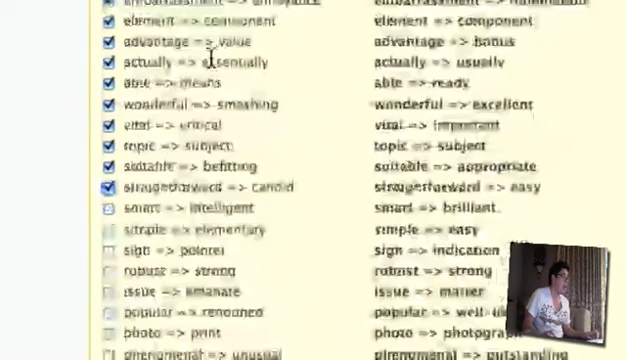 element => component    element => component
advantage => value    advantage => bonus
actually => essentially    actually => usually
able => means    able => ready
wonderful => smashing    wonderful => excellent
vital => critical    vital => important
topic => subject    topic => subject
suitable => befitting    suitable => appropriate
straightforward => candid    straigerforward => easy
smart => intelligent    smart => brilliant
simple => elementary    simple => easy
sign => pointer    sign => indication
robust => strong    robust => strong
issue => emanate    issue => matter
popular => renowned    popular =>
photo => print    photo =>
phenomenal => unusual    phenomenal => outstanding